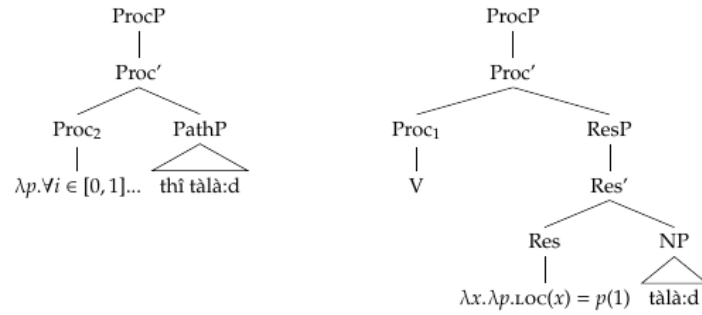 ProcP ProcP
Proc′ Proc′
Proc₂ PathP Proc₁ ResP
λp.∀i ∈ [0, 1]... thî tàlà:d V Res′
Res NP
λx.λp.ʟᴏᴄ(x) = p(1) tàlà:d